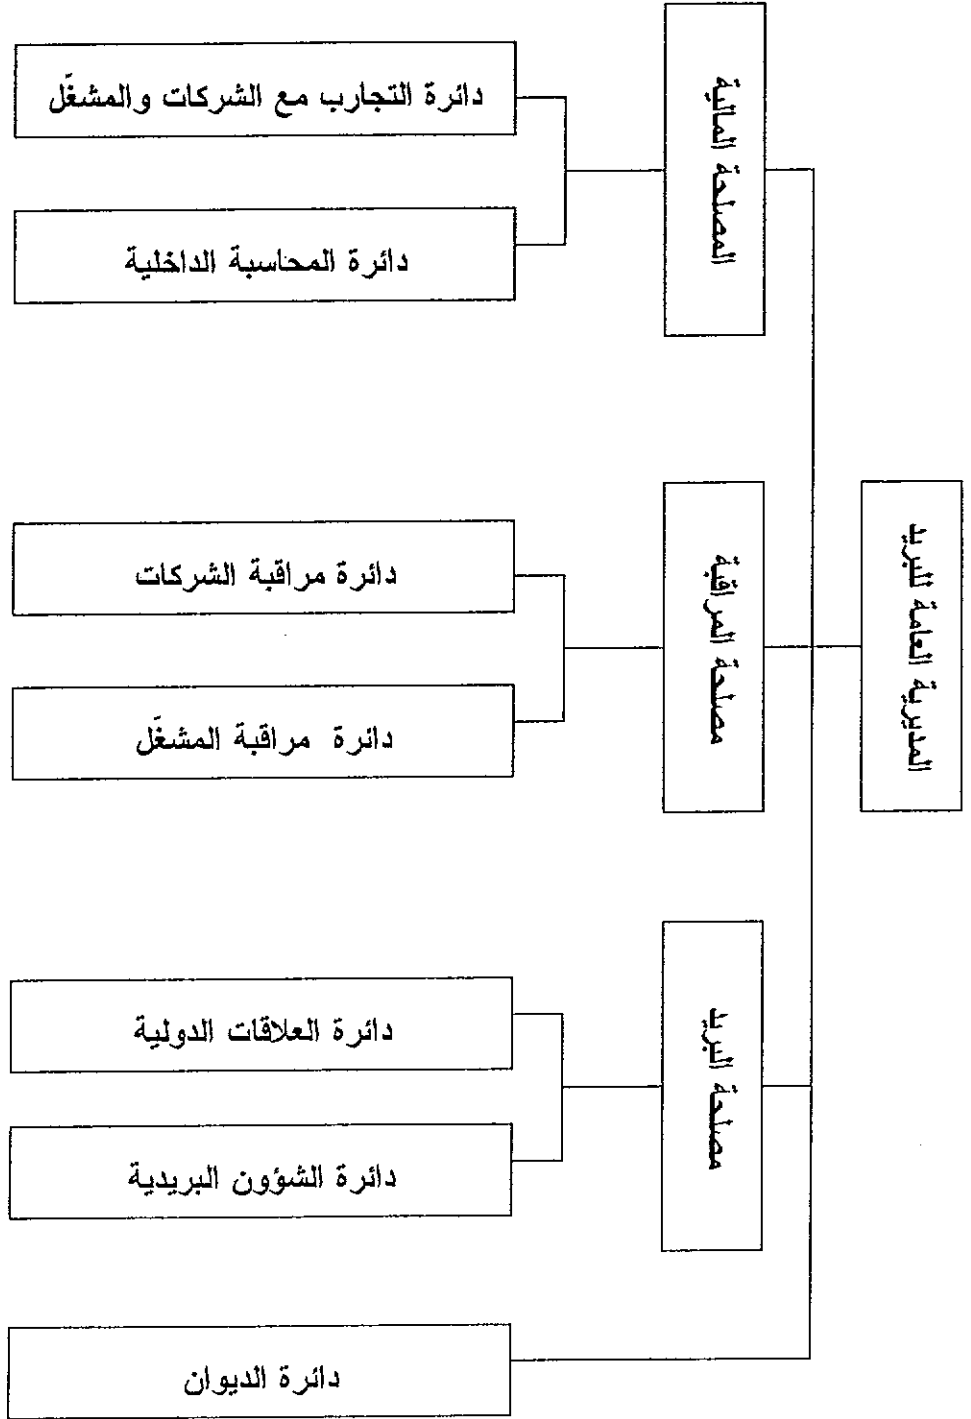 المديرية العامة للبريد
المصلحة المالية
دائرة التجارب مع الشركات والمشغّل
دائرة المحاسبة الداخلية
مصلحة المراقبة
دائرة مراقبة الشركات
دائرة مراقبة المشغّل
مصلحة البريد
دائرة العلاقات الدولية
دائرة الشؤون البريدية
دائرة الديوان